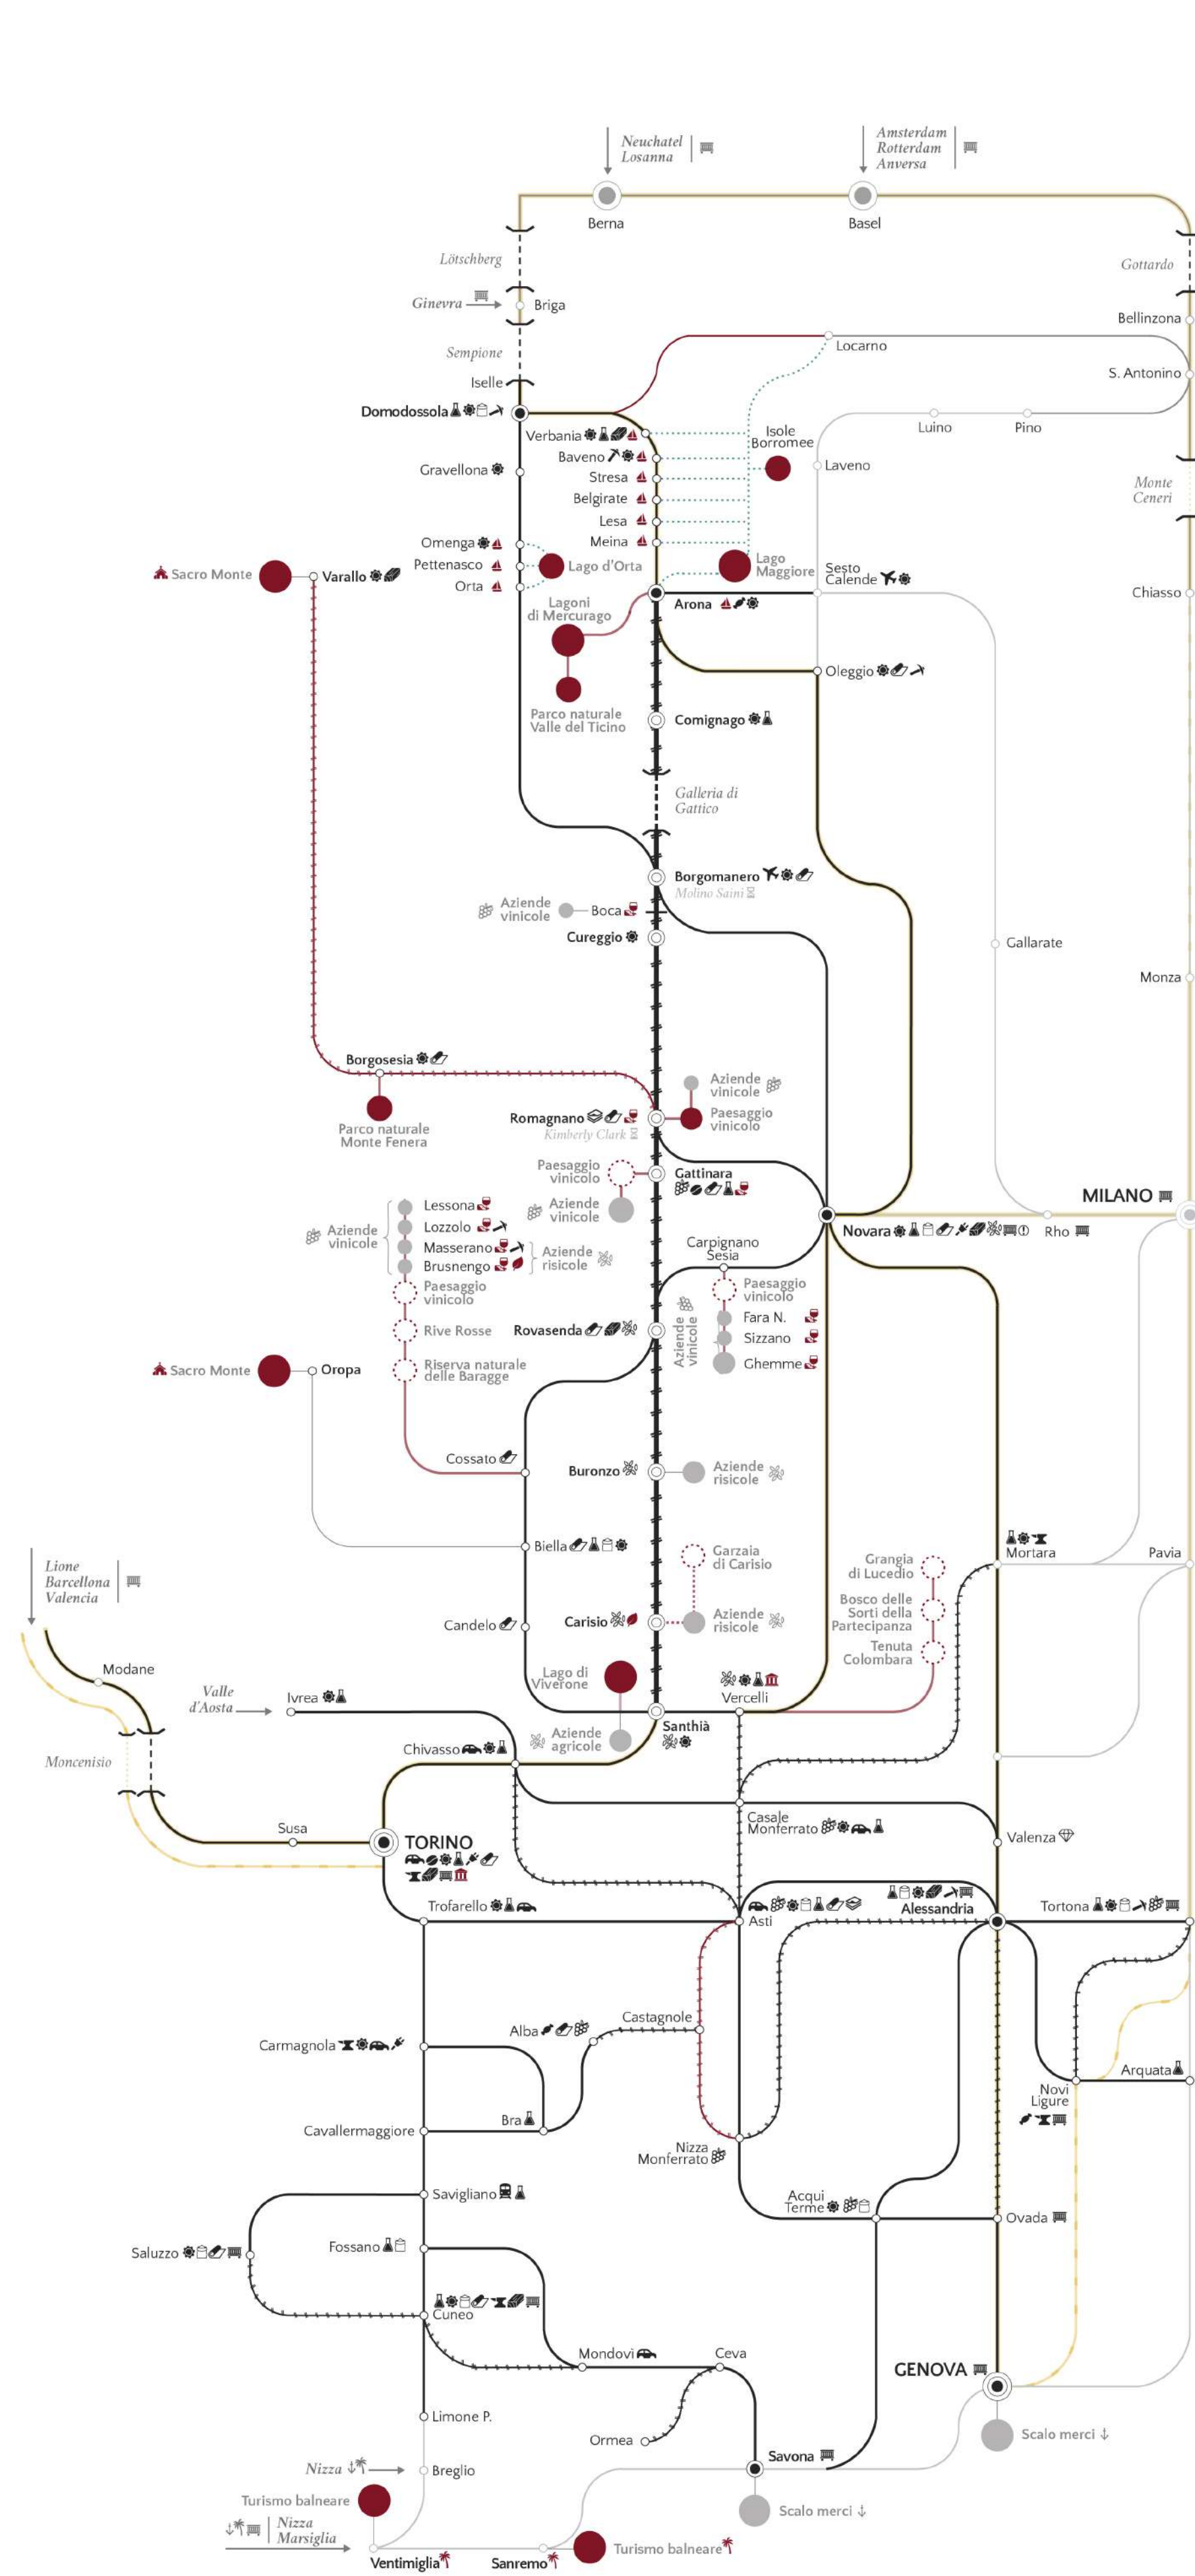 Neuchatel
Losanna
Amsterdam
Rotterdam
Anversa
Berna
Basel
Lötschberg
Gottardo
Ginevra
Briga
Bellinzona
Sempione
Locarno
Iselle
S. Antonino
Domodossola
Verbania
Isole
Borromee
Luino
Pino
Baveno
Gravellona
Laveno
Stresa
Monte
Ceneri
Belgirate
Lesa
Omenga
Meina
Pettenasco
Lago d'Orta
Lago
Maggiore
Sesto
Calende
Sacro Monte
Varallo
Orta
Chiasso
Lagoni
di Mercurago
Arona
Oleggio
Parco naturale
Valle del Ticino
Comignago
Galleria di
Gattico
Borgomanero
Molino Saini
Aziende
vinicole
Boca
Cureggio
Gallarate
Monza
Borgosesia
Aziende
vinicole
Romagnano
Kimberly Clark
Paesaggio
vinicolo
Parco naturale
Monte Fenera
Paesaggio
vinicolo
Gattinara
Aziende
vinicole
Lessona
Lozzolo
Masserano
Brusnengo
Aziende
vinicole
Aziende
risicole
MILANO
Novara
Rho
Carpignano
Sesia
Paesaggio
vinicolo
Rive Rosse
Riserva naturale
delle Baragge
Paesaggio
vinicolo
Fara N.
Sizzano
Ghemme
Aziende
vinicole
Rovasenda
Sacro Monte
Oropa
Cossato
Buronzo
Aziende
risicole
Biella
Mortara
Pavia
Garzaia
di Carisio
Grangia
di Lucedio
Lione
Barcellona
Valencia
Bosco delle
Sorti della
Partecipanza
Candelo
Carisio
Aziende
risicole
Tenuta
Colombara
Modane
Lago di
Viverone
Valle
d'Aosta
Ivrea
Vercelli
Santhià
Aziende
agricole
Chivasso
Moncenisio
Casale
Monferrato
Susa
TORINO
Valenza
Trofarello
Asti
Alessandria
Tortona
Castagnole
Alba
Carmagnola
Arquata
Novi
Ligure
Bra
Cavallermaggiore
Nizza
Monferrato
Savigliano
Acqui
Terme
Ovada
Saluzzo
Fossano
Cuneo
Mondovì
Ceva
GENOVA
Limone P.
Ormea
Scalo merci
Savona
Nizza
Breglio
Turismo balneare
Scalo merci
Nizza
Marsiglia
Turismo balneare
Ventimiglia
Sanremo